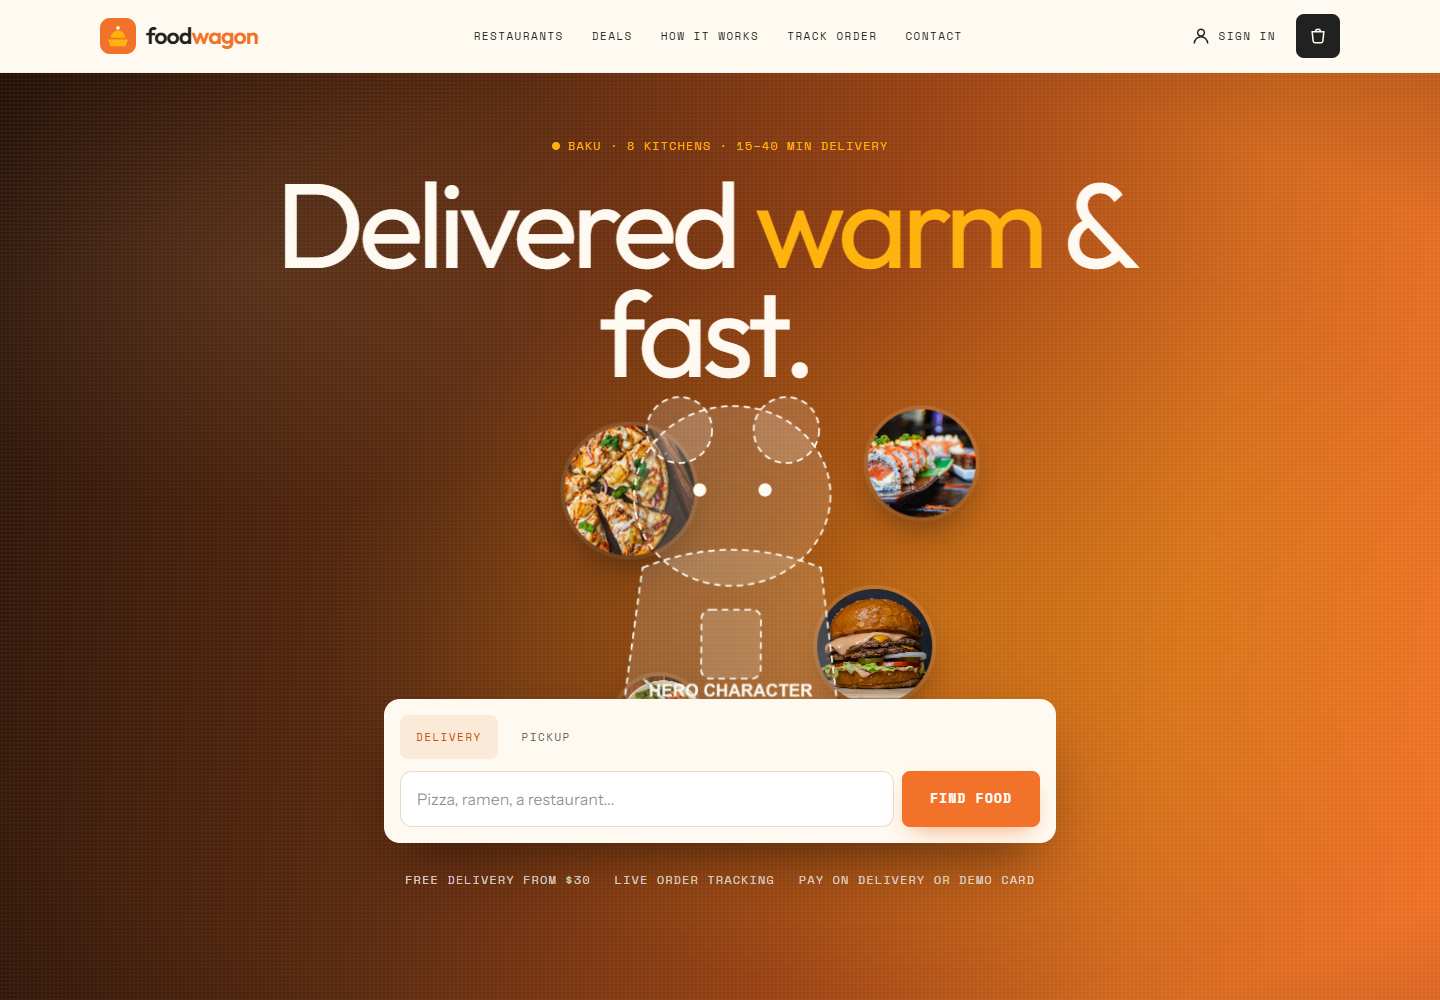 foodwagon
RESTAURANTS DEALS HOW IT WORKS TRACK ORDER CONTACT
SIGN IN
BAKU · 8 KITCHENS · 15–40 MIN DELIVERY
Delivered warm &
fast.
HERO CHARACTER
DELIVERY PICKUP
Pizza, ramen, a restaurant...
FIND FOOD
FREE DELIVERY FROM $30 LIVE ORDER TRACKING PAY ON DELIVERY OR DEMO CARD